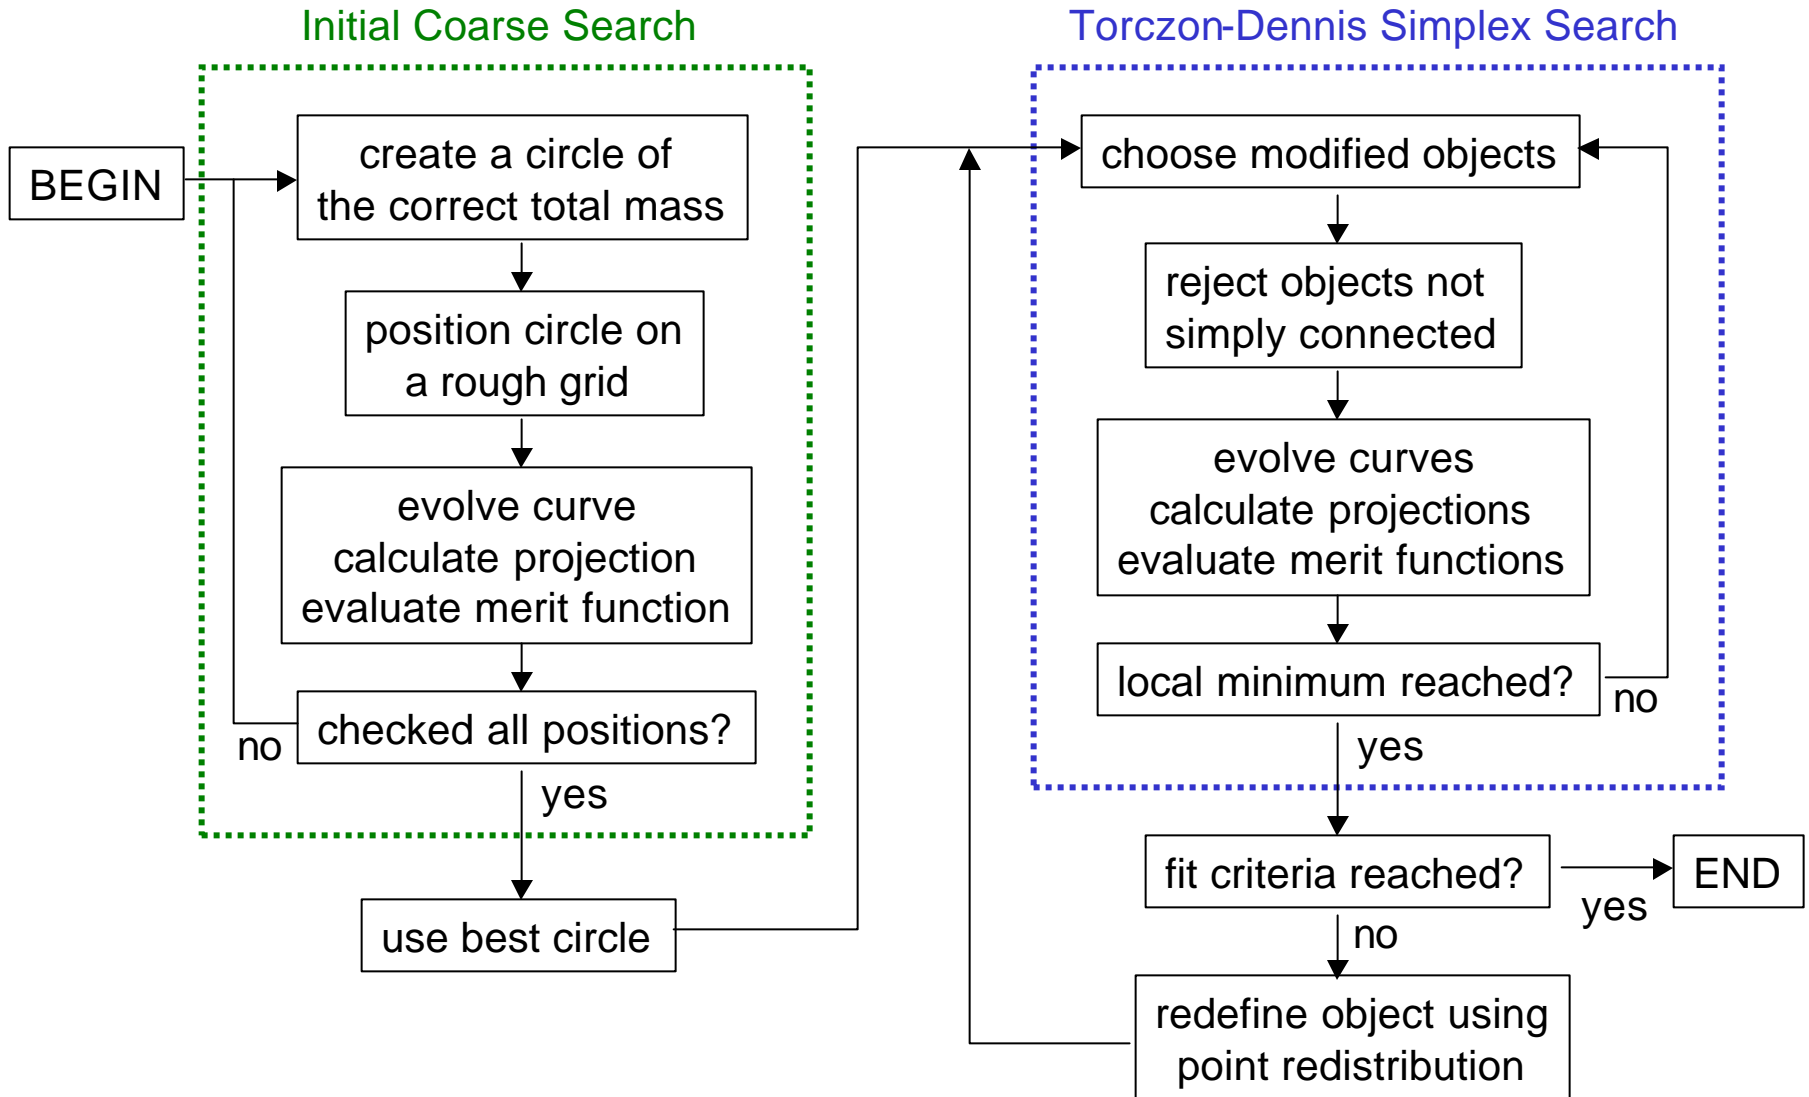 Initial Coarse Search
BEGIN
create a circle of
the correct total mass
position circle on
a rough grid
evolve curve
calculate projection
evaluate merit function
checked all positions?
no
yes
use best circle
Torczon-Dennis Simplex Search
choose modified objects
reject objects not
simply connected
evolve curves
calculate projections
evaluate merit functions
local minimum reached?
no
yes
fit criteria reached?
yes
END
no
redefine object using
point redistribution